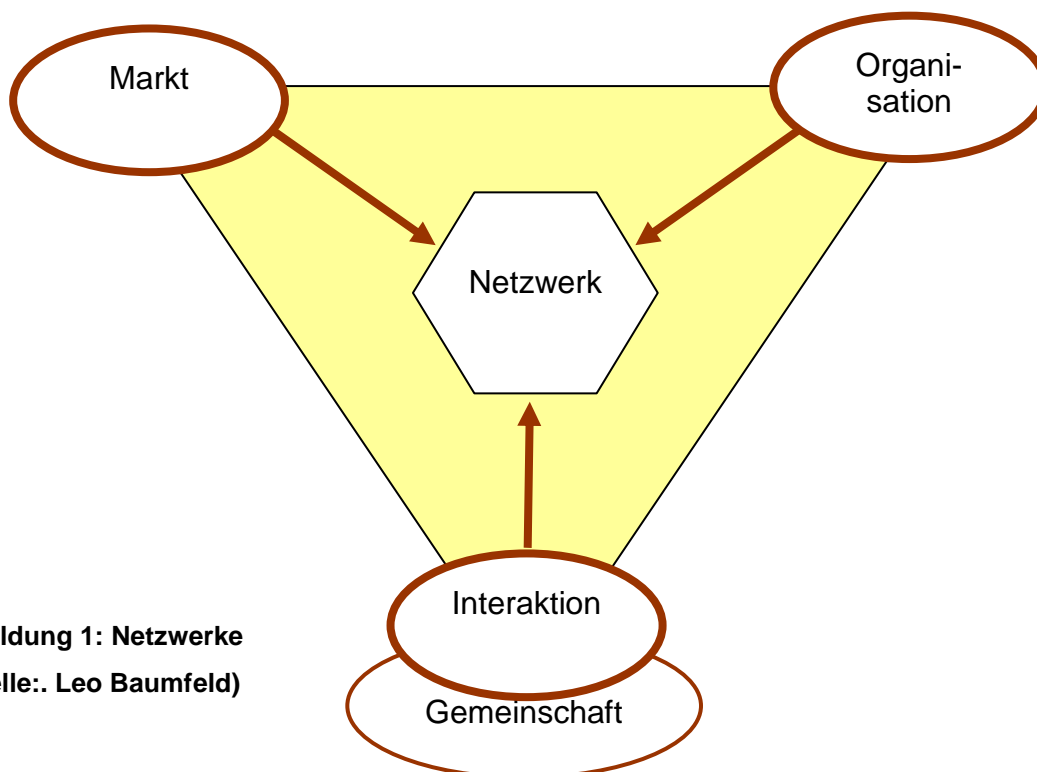 Markt
Organi-
sation
Netzwerk
Interaktion
ldung 1: Netzwerke
elle:. Leo Baumfeld)
Gemeinschaft